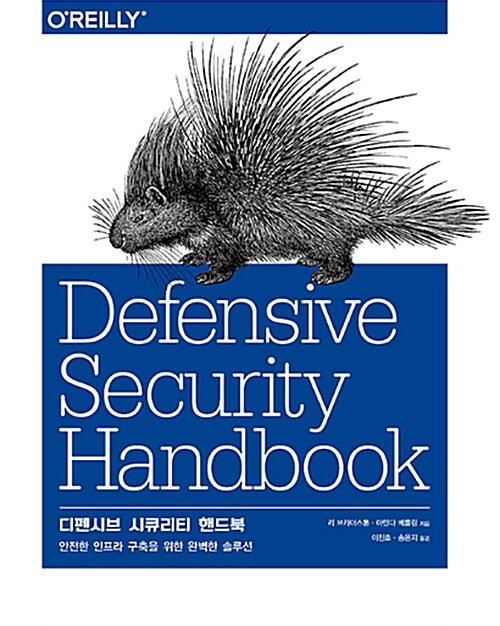 O'REILLY®
Defensive
Security
Handbook
디펜시브 시큐리티 핸드북
안전한 인프라 구축을 위한 완벽한 솔루션
리 브라더스톤 · 아만다 베를린 지음
이진호 · 송은지 옮김